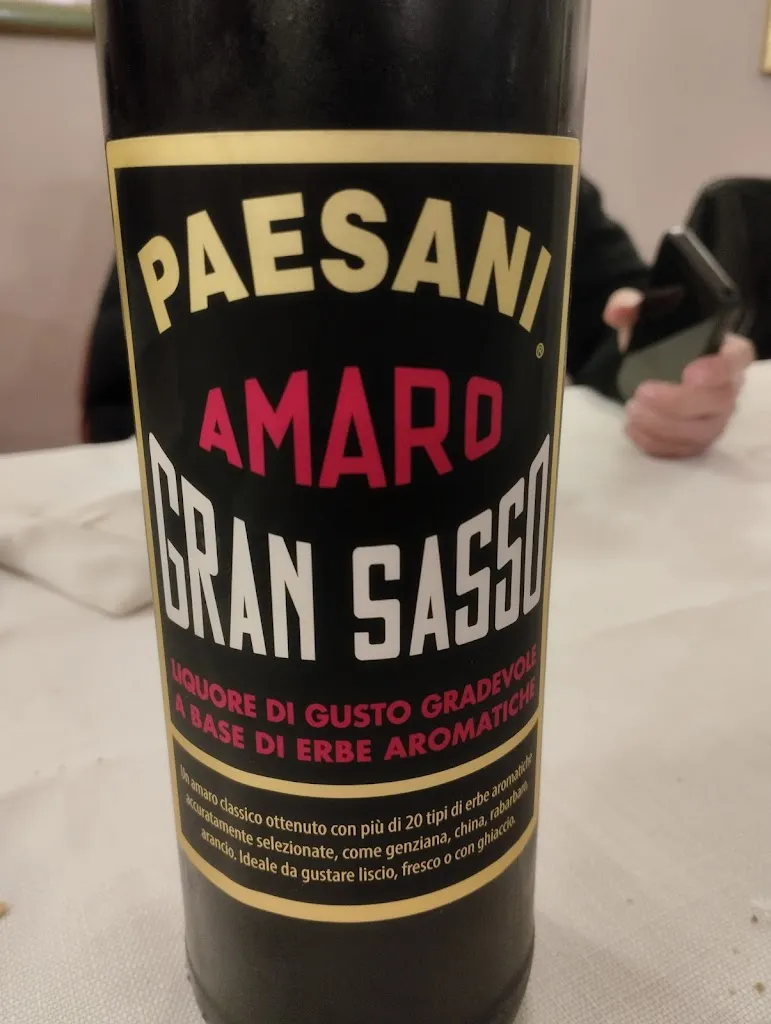 PAESANI
®
AMARO
GRAN SASSO
LIQUORE DI GUSTO GRADEVOLE
A BASE DI ERBE AROMATICHE
Un amaro classico ottenuto con più di 20 tipi di erbe aromatiche
accuratamente selezionate, come genziana, china, rabarbaro,
arancio. Ideale da gustare liscio, fresco o con ghiaccio.